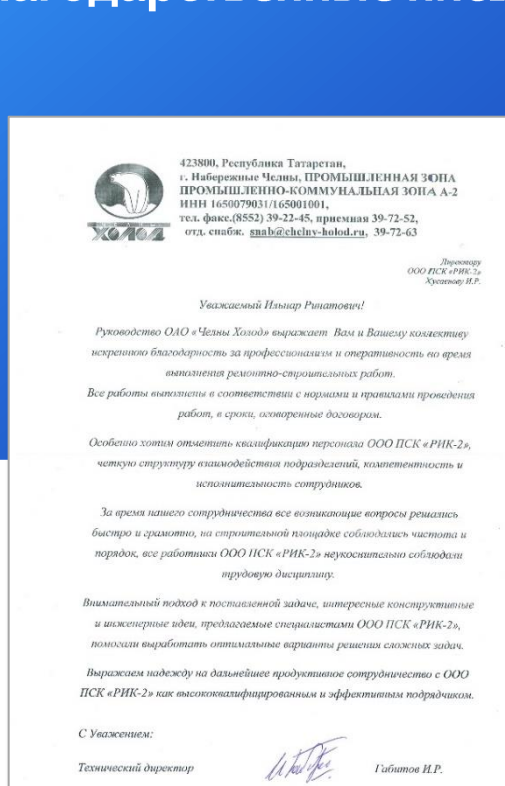 423800, Республика Татарстан,
г. Набережные Челны, ПРОМЫШЛЕННАЯ ЗОНА
ПРОМЫШЛЕННО-КОММУНАЛЬНАЯ ЗОНА А-2
ИНН 1650079031/165001001,
тел. факс.(8552) 39-22-45, приемная 39-72-52,
отд. снабж. snab@chelny-holod.ru, 39-72-63
ХОЛОД
Директору
ООО ПСК «РИК-2»
И.Р.
Уважаемый Ильнар Ринатович!
Руководство ОАО «Челны Холод» выражает Вам и Вашему коллективу
искреннюю благодарность за профессионализм и оперативность во время
выполнения ремонтно-строительных работ.
Все работы выполнены в соответствии с нормами и правилами проведения
работ, в сроки, оговоренные договором.
Особенно хотим отметить квалификацию персонала ООО ПСК «РИК-2»,
четкую структуру взаимодействия подразделений, компетентность и
исполнительность сотрудников.
За время нашего сотрудничества все возникающие вопросы решались
быстро и грамотно, на строительной площадке соблюдались чистота и
порядок, все работники ООО ПСК «РИК-2» неукоснительно соблюдали
трудовую дисциплину.
Внимательный подход к поставленной задаче, интересные конструктивные
и инженерные идеи, предлагаемые специалистами ООО ПСК «РИК-2»,
помогали выработать оптимальные варианты решения сложных задач.
Выражаем надежду на дальнейшее продуктивное сотрудничество с ООО
ПСК «РИК-2» как высококвалифицированным и эффективным подрядчиком.
С Уважением:
Технический директор Габитов И.Р.